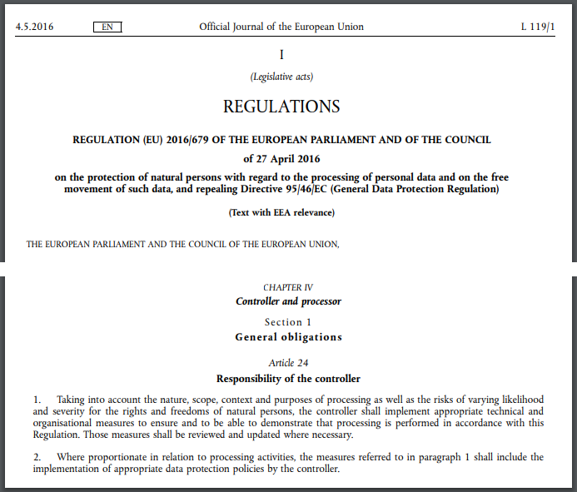 4.5.2016 EN Official Journal of the European Union L 119/1
I
(Legislative acts)
REGULATIONS
REGULATION (EU) 2016/679 OF THE EUROPEAN PARLIAMENT AND OF THE COUNCIL
of 27 April 2016
on the protection of natural persons with regard to the processing of personal data and on the free
movement of such data, and repealing Directive 95/46/EC (General Data Protection Regulation)
(Text with EEA relevance)
THE EUROPEAN PARLIAMENT AND THE COUNCIL OF THE EUROPEAN UNION,
CHAPTER IV
Controller and processor
Section 1
General obligations
Article 24
Responsibility of the controller
1. Taking into account the nature, scope, context and purposes of processing as well as the risks of varying likelihood
and severity for the rights and freedoms of natural persons, the controller shall implement appropriate technical and
organisational measures to ensure and to be able to demonstrate that processing is performed in accordance with this
Regulation. Those measures shall be reviewed and updated where necessary.
2. Where proportionate in relation to processing activities, the measures referred to in paragraph 1 shall include the
implementation of appropriate data protection policies by the controller.